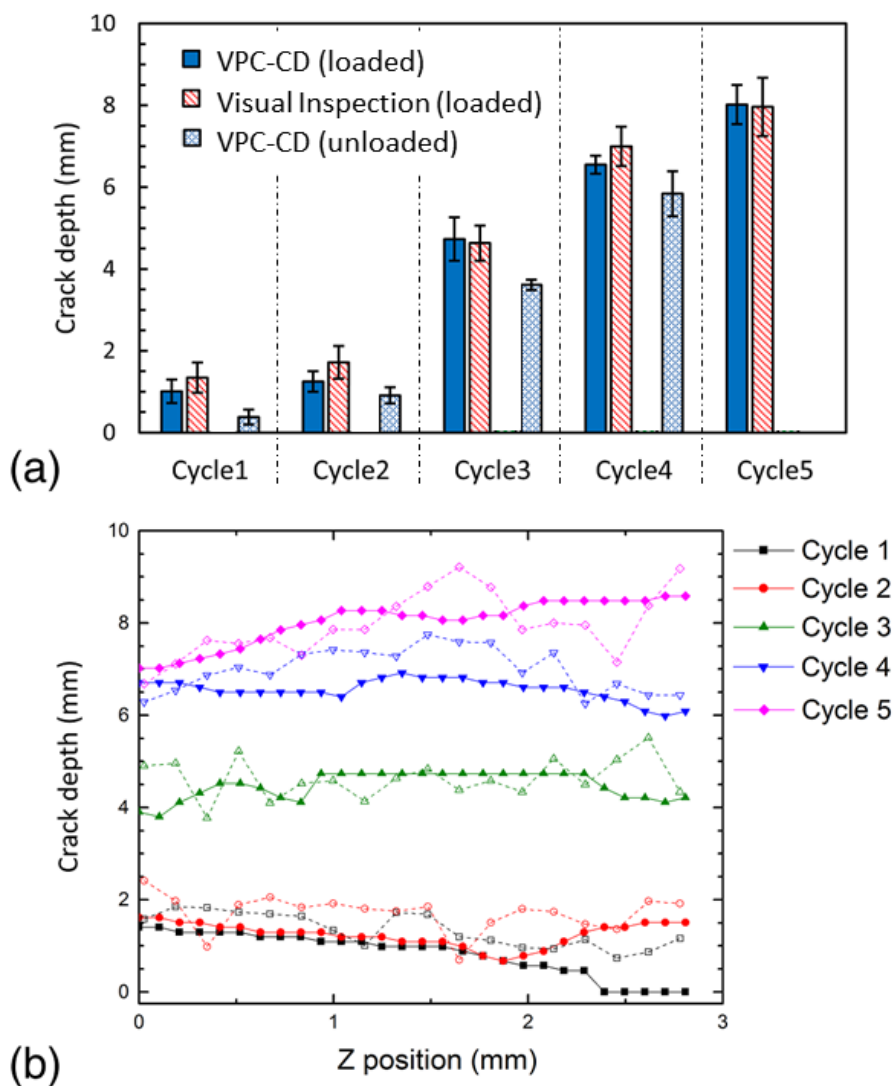 10
8
6
4
2
0
Crack depth (mm)
VPC-CD (loaded)
Visual Inspection (loaded)
VPC-CD (unloaded)
Cycle1 Cycle2 Cycle3 Cycle4 Cycle5
(a)
10
8
6
4
2
0
Crack depth (mm)
Cycle 1
Cycle 2
Cycle 3
Cycle 4
Cycle 5
0 1 2 3
Z position (mm)
(b)